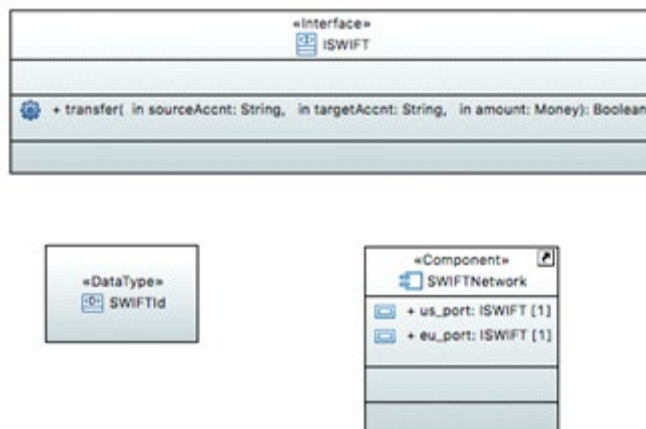 «Interface»
ISWIFT
+ transfer( in sourceAccnt: String, in targetAccnt: String, in amount: Money): Boolean
«DataType»
SWIFTId
«Component»
SWIFTNetwork
+ us_port: ISWIFT [1]
+ eu_port: ISWIFT [1]